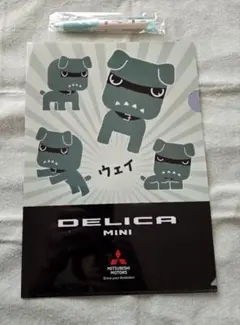 ウェイ
DELICA
MINI
MITSUBISHI
MOTORS
Drive your Ambition